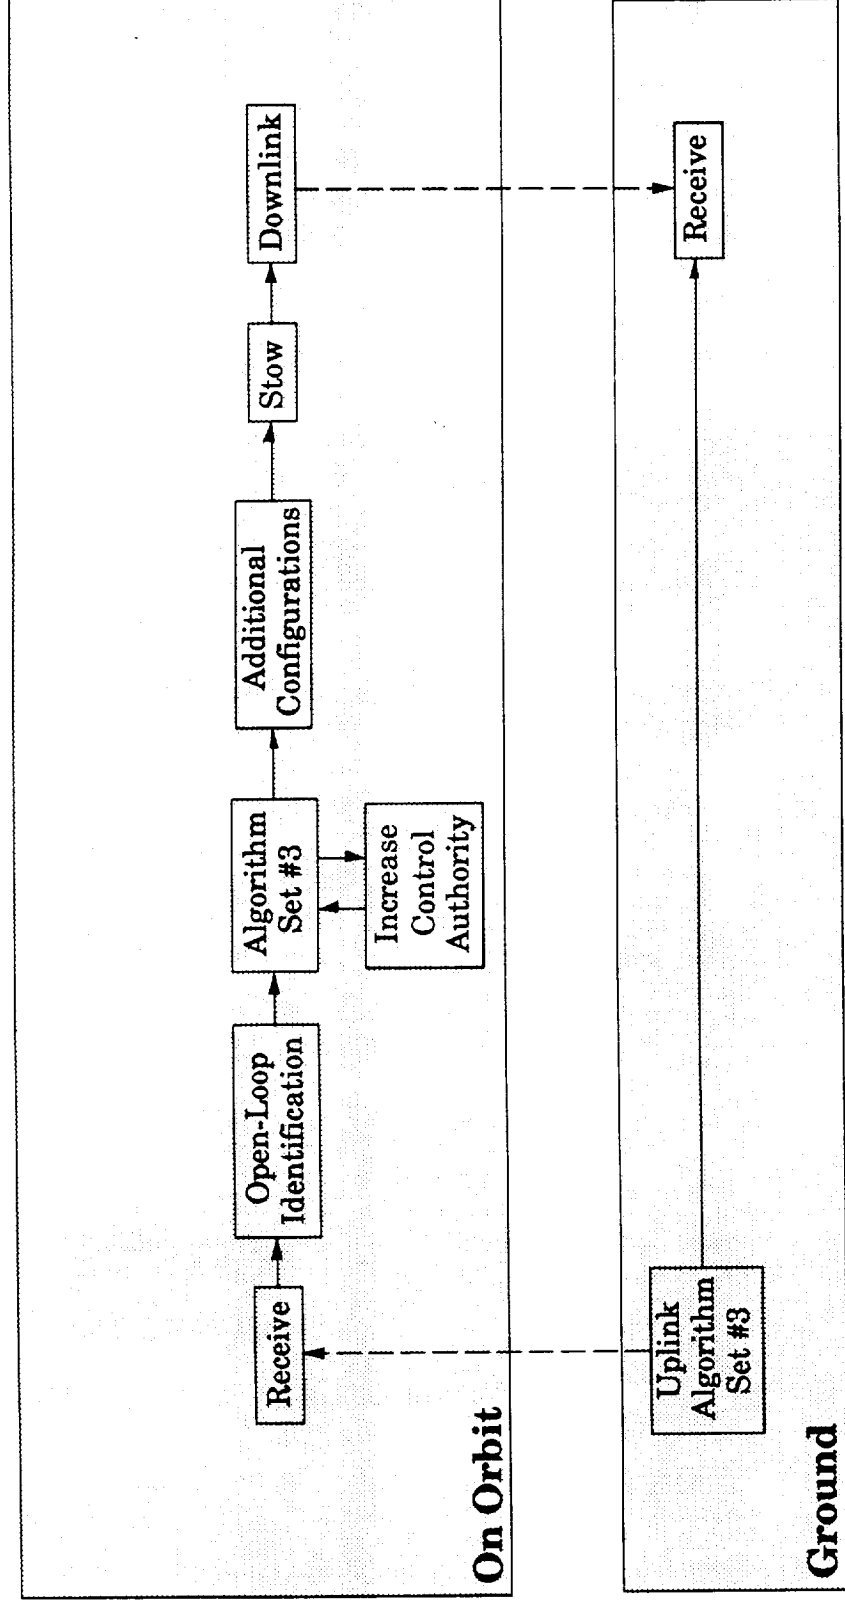 Receive
Open-Loop
Identification
Algorithm
Set #3
Increase
Control
Authority
Additional
Configurations
Stow
Downlink
On Orbit
Uplink
Algorithm
Set #3
Receive
Ground